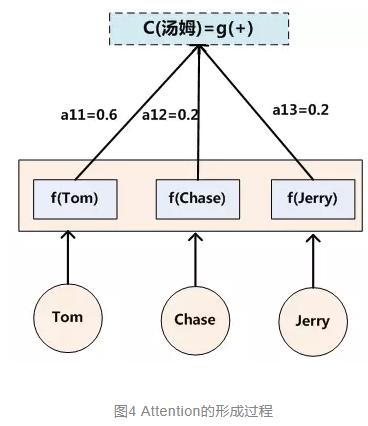 C(汤姆)=g(+)
a11=0.6 a12=0.2 a13=0.2
f(Tom) f(Chase) f(Jerry)
Tom Chase Jerry
图4 Attention的形成过程